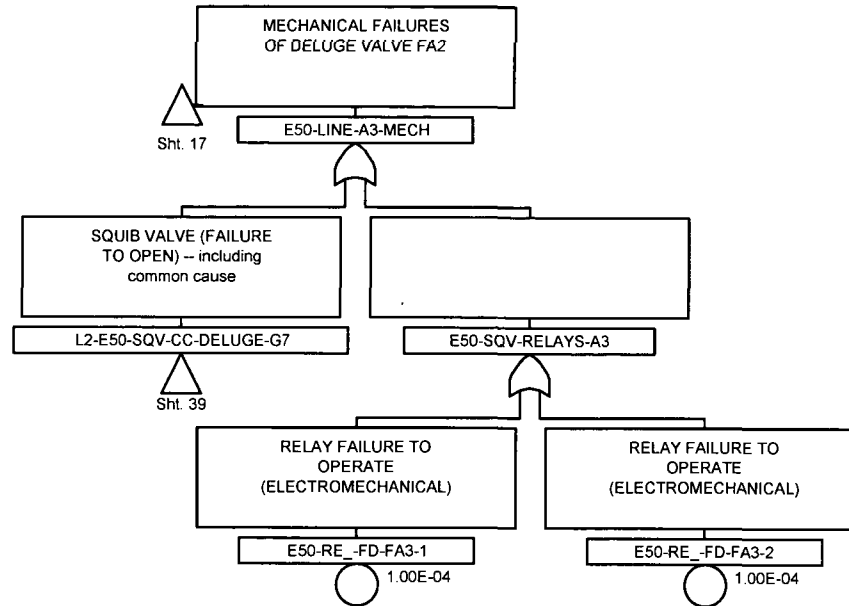 MECHANICAL FAILURES
OF DELUGE VALVE FA2
Sht. 17
E50-LINE-A3-MECH
SQUIB VALVE (FAILURE
TO OPEN) -- including
common cause
L2-E50-SQV-CC-DELUGE-G7
E50-SQV-RELAYS-A3
Sht. 39
RELAY FAILURE TO
OPERATE
(ELECTROMECHANICAL)
RELAY FAILURE TO
OPERATE
(ELECTROMECHANICAL)
E50-RE_-FD-FA3-1
E50-RE_-FD-FA3-2
1.00E-04
1.00E-04